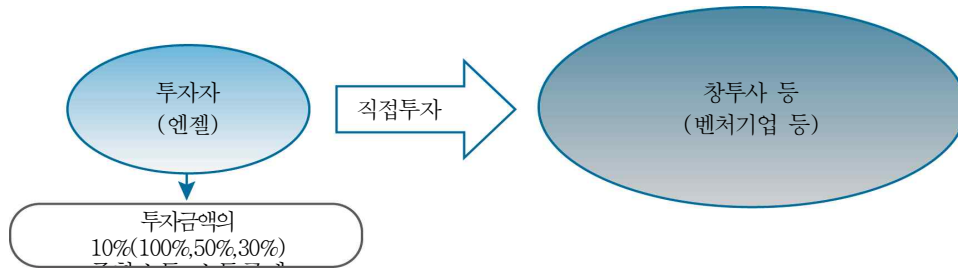 투자자
(엔젤)
직접투자
창투사 등
(벤처기업 등)
투자금액의
10%(100%,50%,30%)